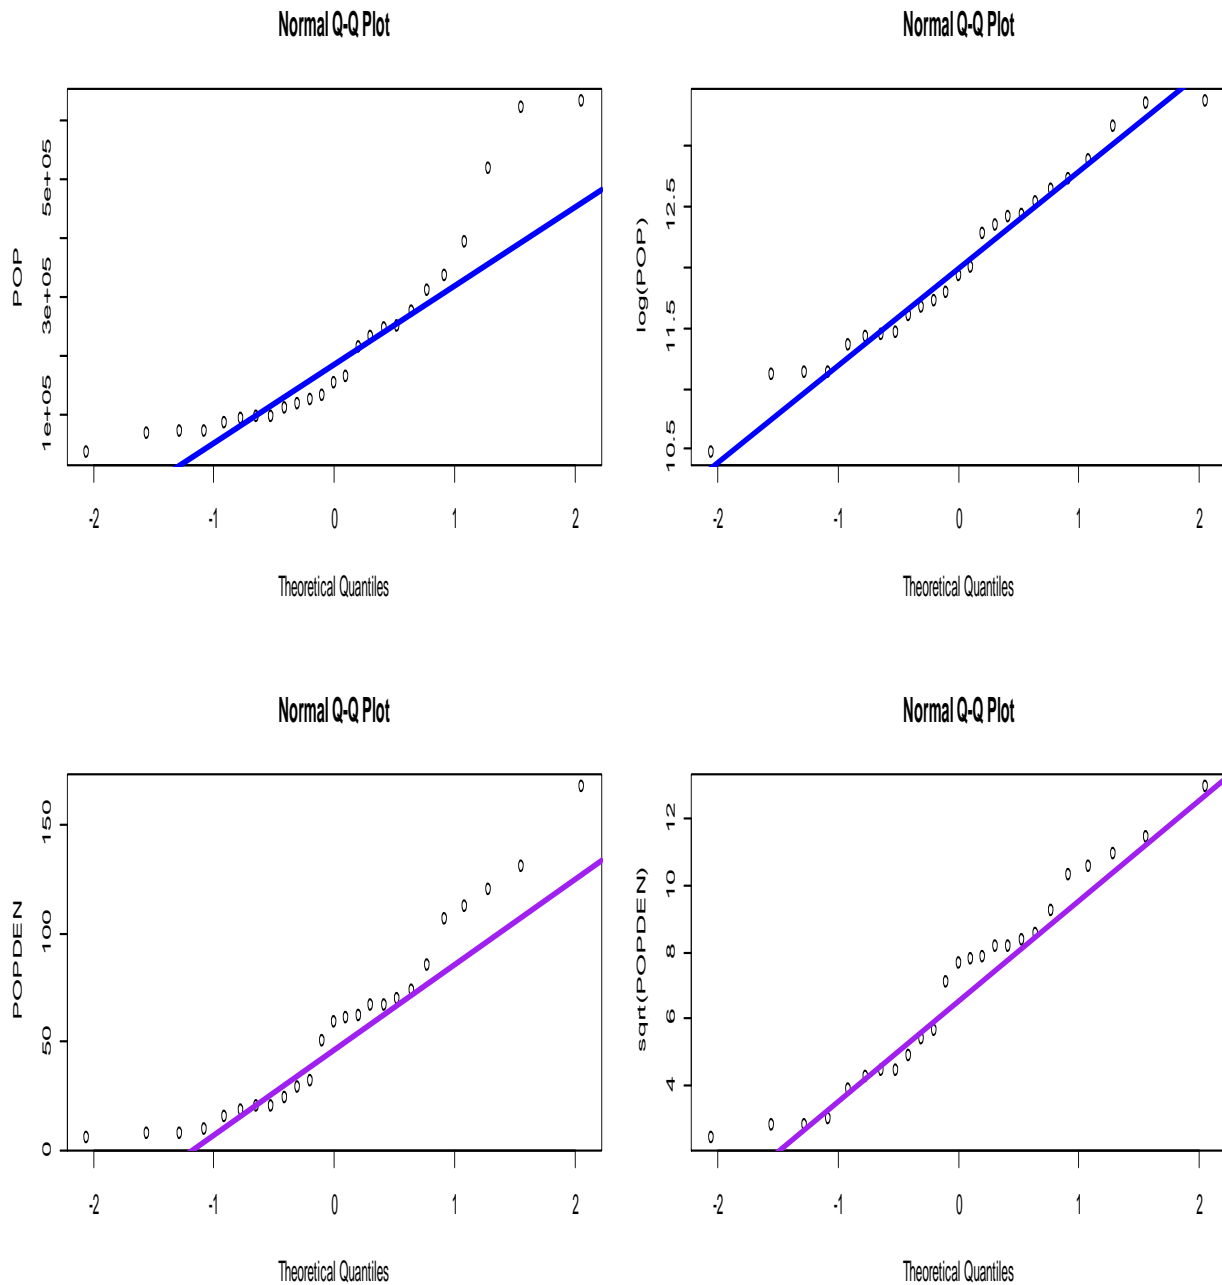 Normal Q-Q Plot
POP
1e+05 3e+05 5e+05
-2 -1 0 1 2
Theoretical Quantiles
Normal Q-Q Plot
log(POP)
10.5 11.5 12.5
-2 -1 0 1 2
Theoretical Quantiles
Normal Q-Q Plot
POPDEN
0 50 100 150
-2 -1 0 1 2
Theoretical Quantiles
Normal Q-Q Plot
sqrt(POPDEN)
4 6 8 10 12
-2 -1 0 1 2
Theoretical Quantiles